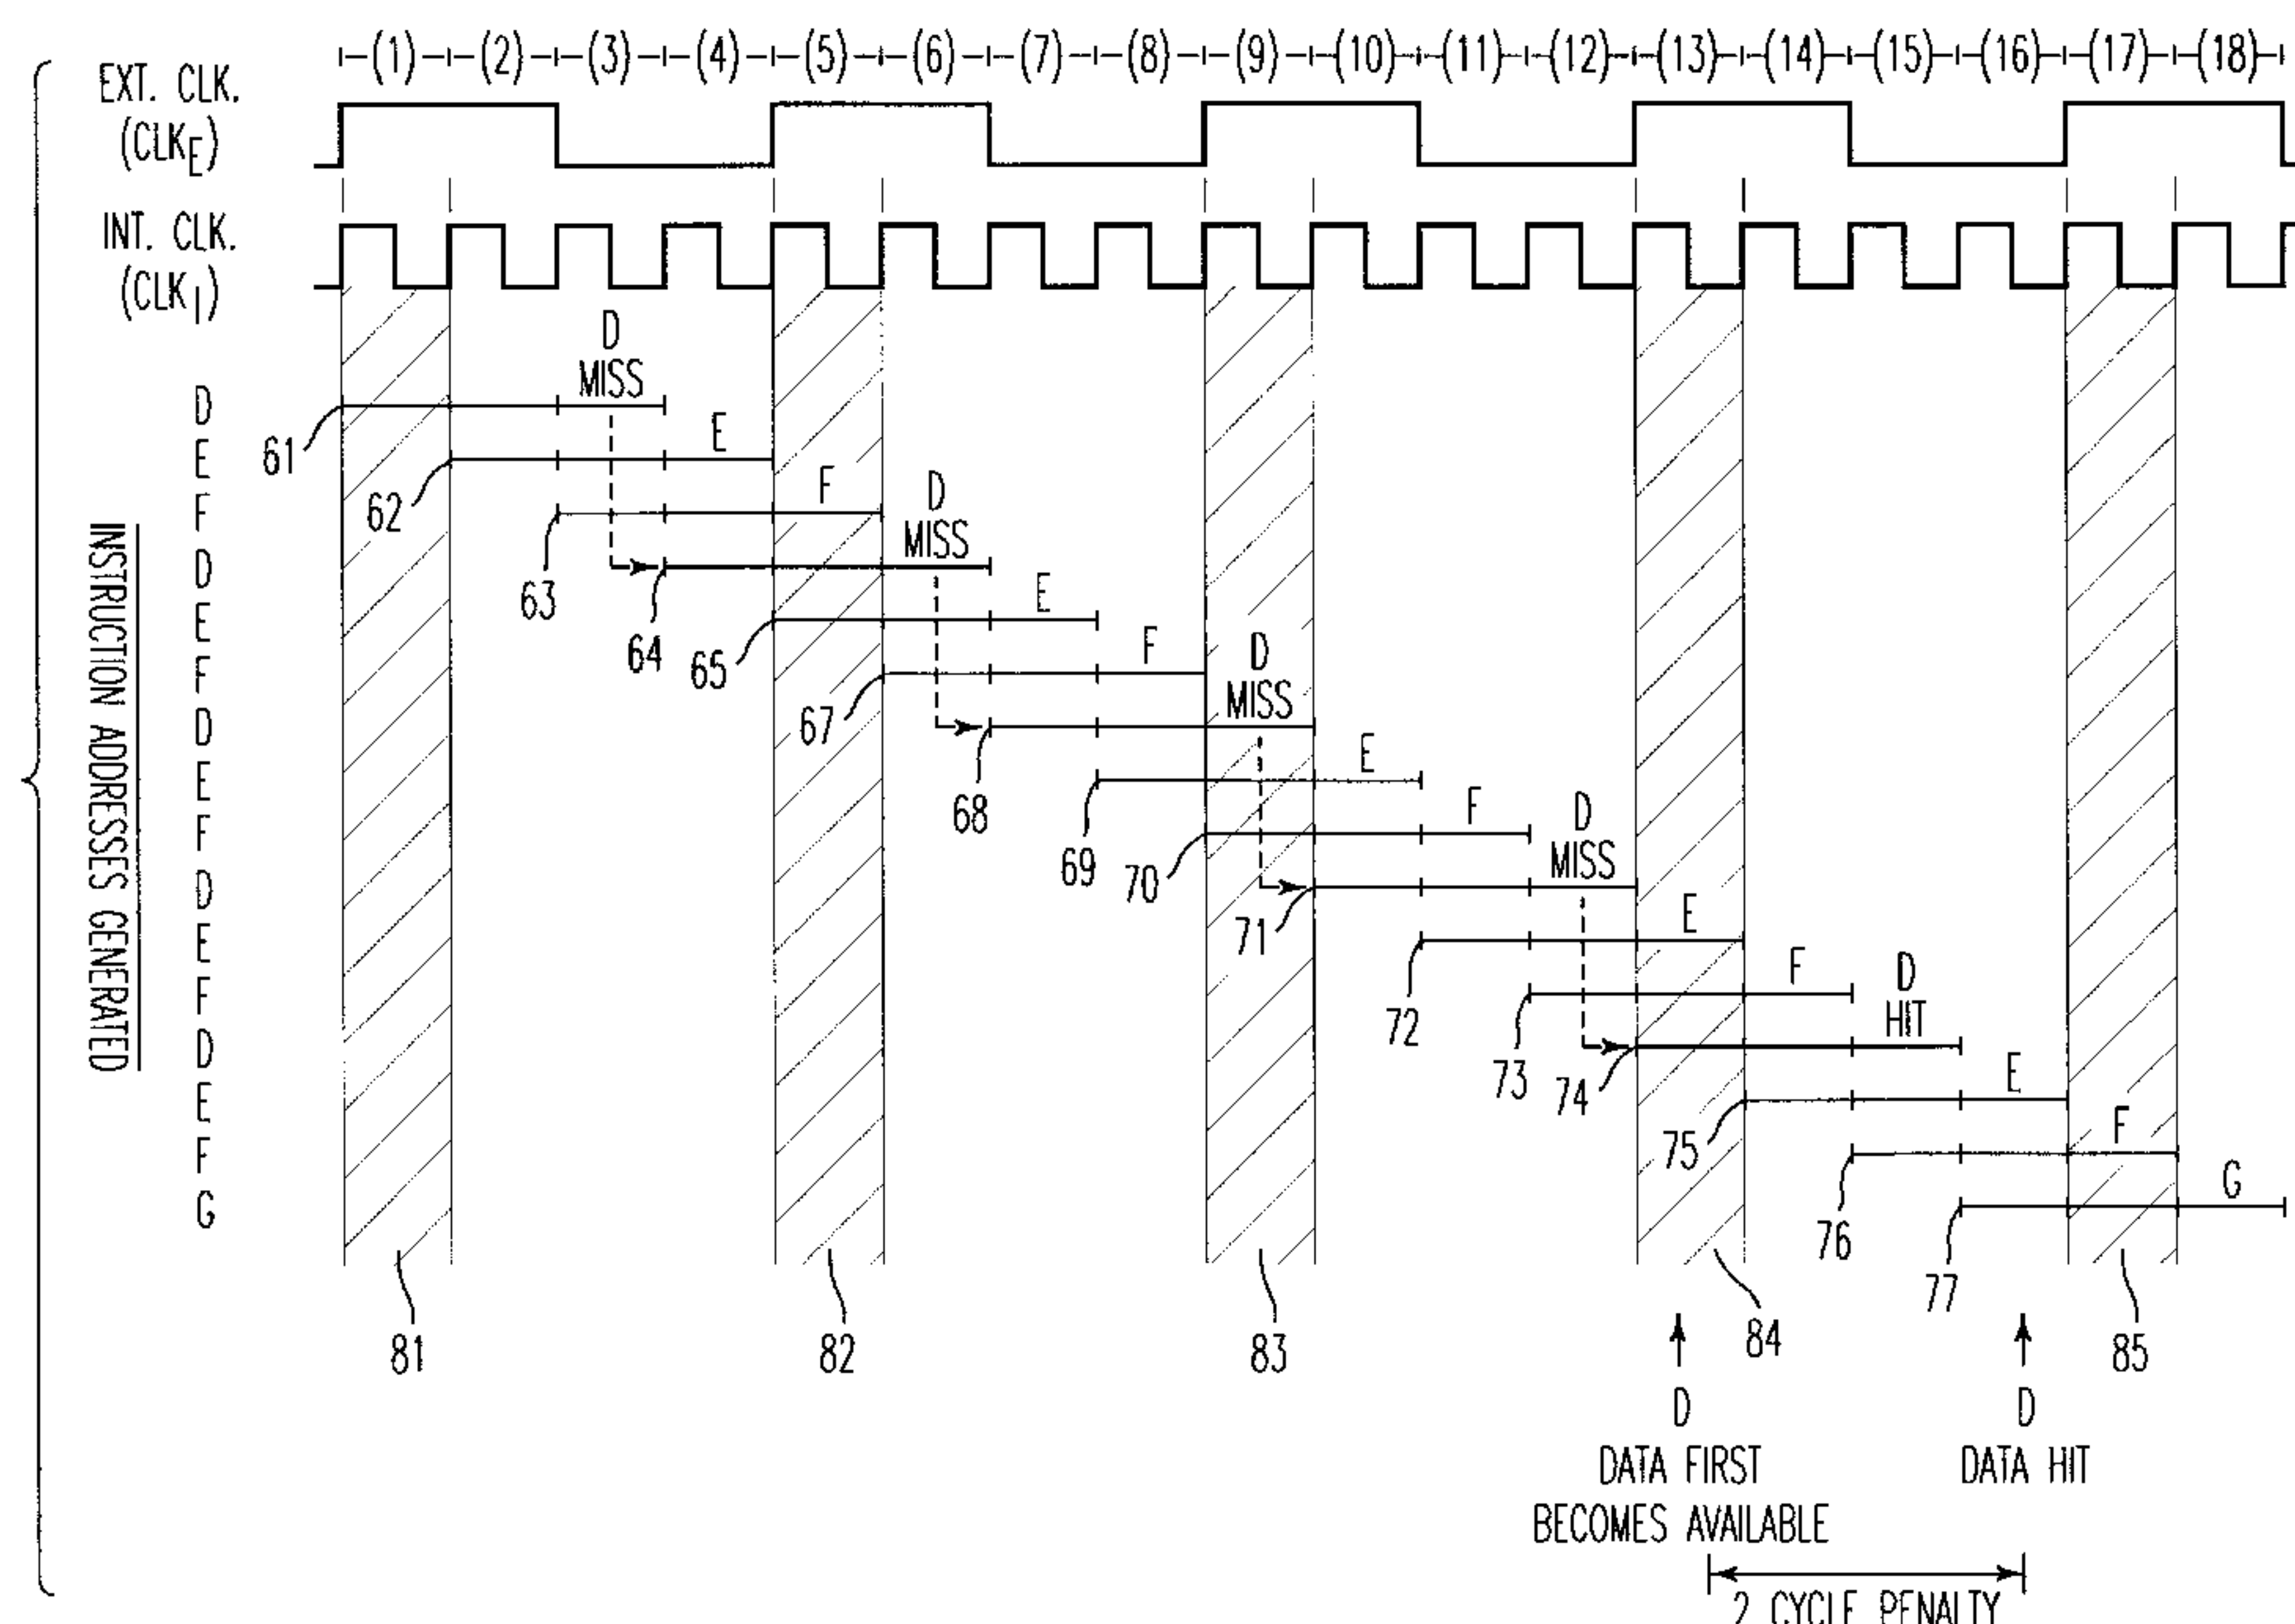 (1) (2) (3) (4) (5) (6) (7) (8) (9) (10) (11) (12) (13) (14) (15) (16) (17) (18)
EXT. CLK.
(CLKE)
INT. CLK.
(CLKI)
INSTRUCTION ADDRESSES GENERATED
D
MISS
D
61
E
E
62
F
F
D
MISS
63
D
64
E
E
65
F
F
D
MISS
67
D
68
E
E
69
F
F
D
MISS
70
D
71
E
E
72
F
F
D
HIT
73
D
74
E
E
75
F
F
76
G
G
77
81
82
83
84
85
D
DATA FIRST
BECOMES AVAILABLE
D
DATA HIT
2 CYCLE PENALTY